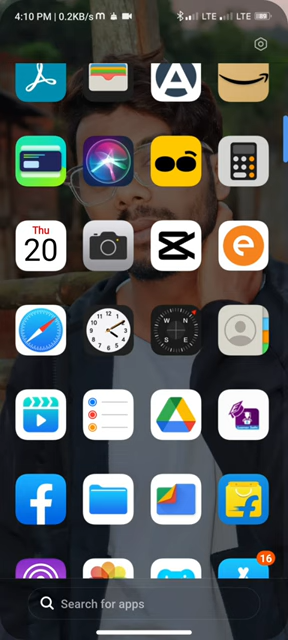 4:10 PM | 0.2KB/s
LTE LTE
Thu
20
W N
S E
16
Search for apps